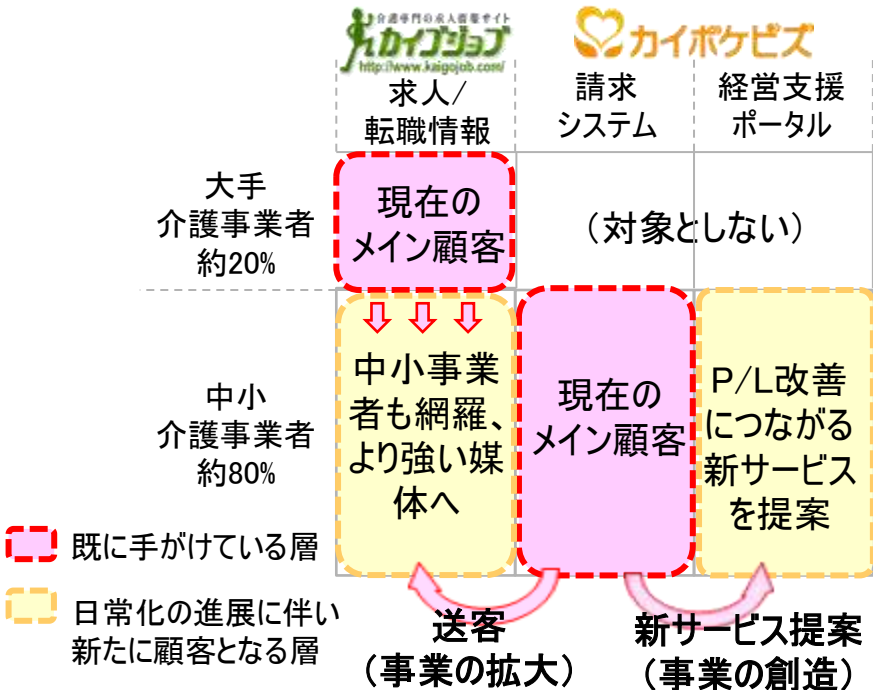 介護専門の求人情報サイト
カイゴジョブ
http://www.kaigojob.com/
カイポケビズ
求人/
転職情報
請求
システム
経営支援
ポータル
大手
介護事業者
約20%
現在の
メイン顧客
（対象としない）
中小
介護事業者
約80%
中小事業
者も網羅、
より強い媒
体へ
現在の
メイン顧客
P/L改善
につながる
新サービス
を提案
既に手がけている層
日常化の進展に伴い
新たに顧客となる層
送客
（事業の拡大）
新サービス提案
（事業の創造）